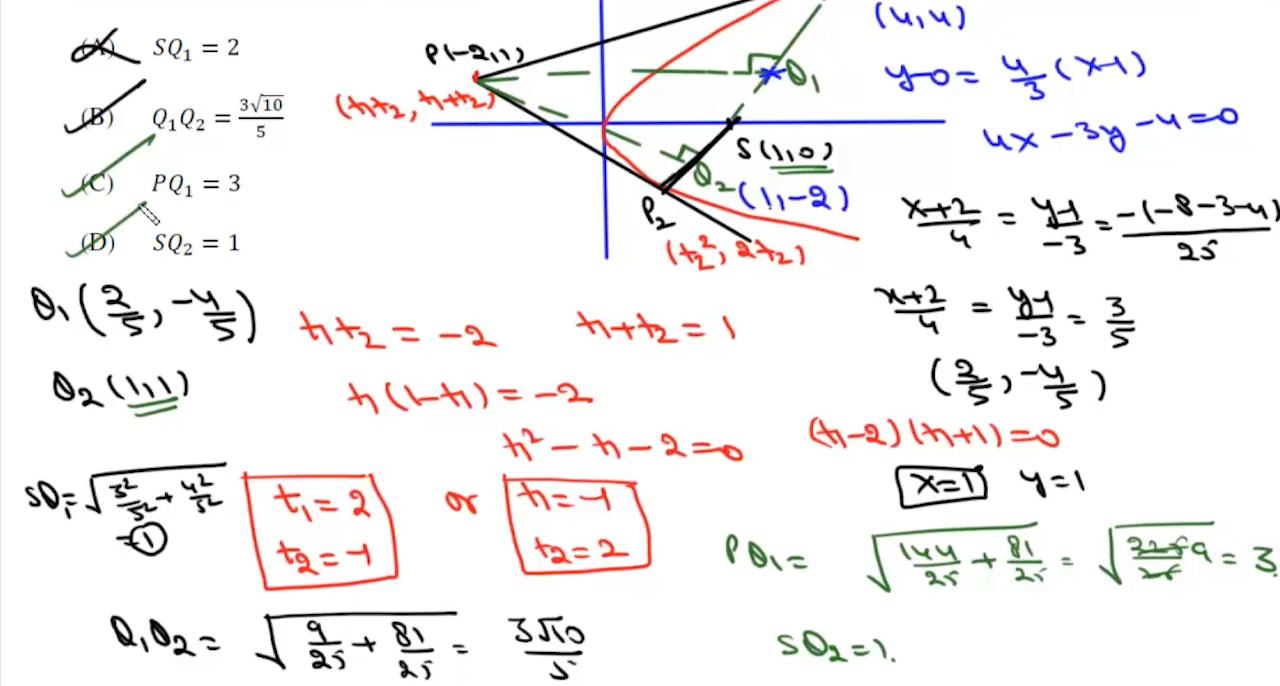 (A) SQ₁ = 2
(B) Q₁Q₂ = 3√10/5
(C) PQ₁ = 3
(D) SQ₂ = 1
P(-2,1)
(t₁t₂, t₁+t₂)
Q₁
S(1,0)
Q₂
(1,-2)
P₂
(t₂², 2t₂)
(4,4)
y-0 = 4/3 (x-1)
4x-3y-4=0
x+2/4 = y-1/-3 = -(-8-3-4)/25
x+2/4 = y-1/-3 = 3/5
(2/5, -4/5)
Q₁(2/5, -4/5)
t₁t₂ = -2 t₁+t₂ = 1
Q₂(1,1)
t₁(1-t₁) = -2
t₁² - t₁ - 2=0 (t₁-2)(t₁+1)=0
x=1 y=1
SQ₁=√(3²/5² + 4²/5²)
=1
t₁=2
t₂=-1
or
t₁=-1
t₂=2
PQ₁= √(144/25 + 81/25) = √(225/25) 9 = 3.
Q₁Q₂ = √(9/25 + 81/25) = 3√10/5
SQ₂=1.